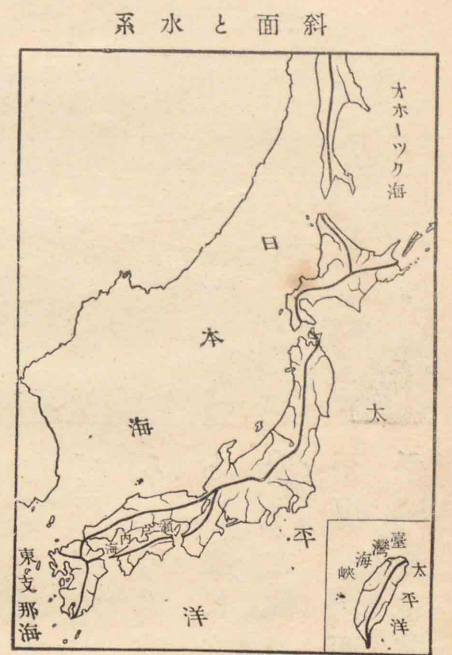 斜面と水系
オホーツク海
日本海
太平洋
瀬戸内海
東支那海
臺灣海峽
太平洋